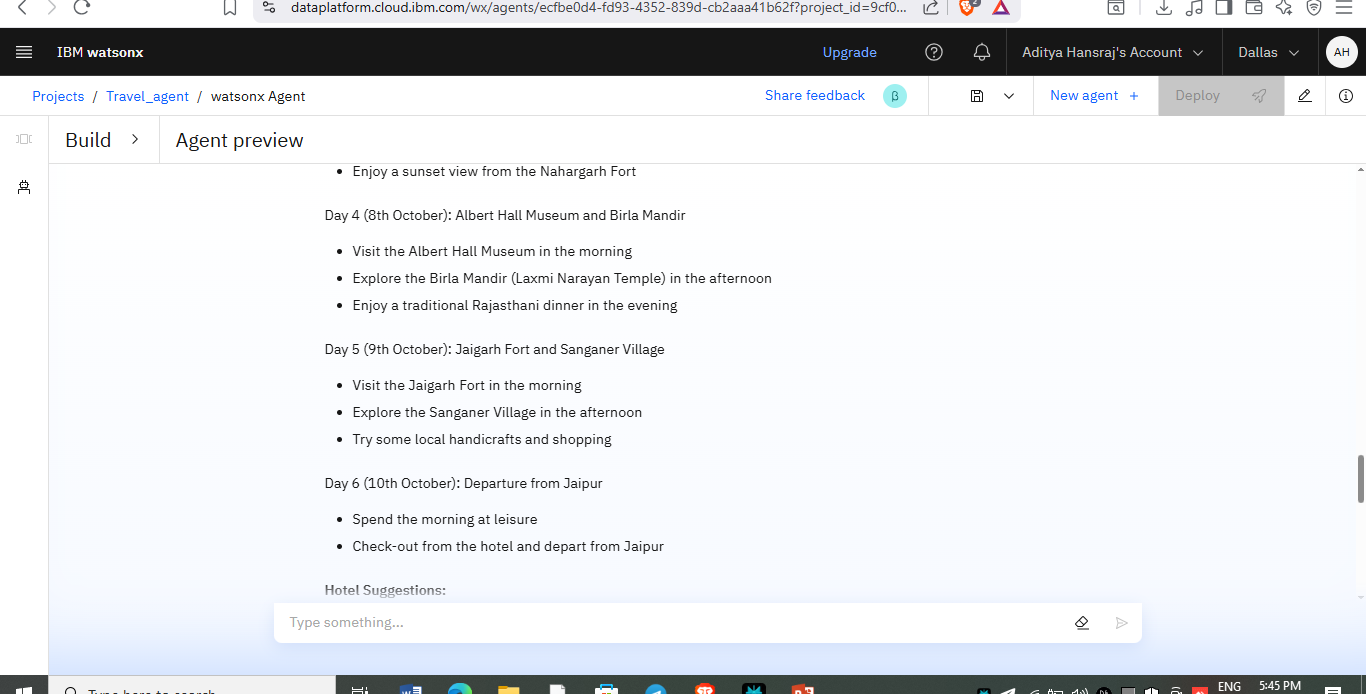 dataplatform.cloud.ibm.com/wx/agents/ecfbe0d4-fd93-4352-839d-cb2aaa41b62f?project_id=9cf0...
2
IBM watsonx
Upgrade
Aditya Hansraj's Account
Dallas
AH
Projects / Travel_agent / watsonx Agent
Share feedback
β
New agent +
Deploy
Build
Agent preview
• Enjoy a sunset view from the Nahargarh Fort
Day 4 (8th October): Albert Hall Museum and Birla Mandir
• Visit the Albert Hall Museum in the morning
• Explore the Birla Mandir (Laxmi Narayan Temple) in the afternoon
• Enjoy a traditional Rajasthani dinner in the evening
Day 5 (9th October): Jaigarh Fort and Sanganer Village
• Visit the Jaigarh Fort in the morning
• Explore the Sanganer Village in the afternoon
• Try some local handicrafts and shopping
Day 6 (10th October): Departure from Jaipur
• Spend the morning at leisure
• Check-out from the hotel and depart from Jaipur
Hotel Suggestions:
Type something...
Type here to search
ENG
5:45 PM